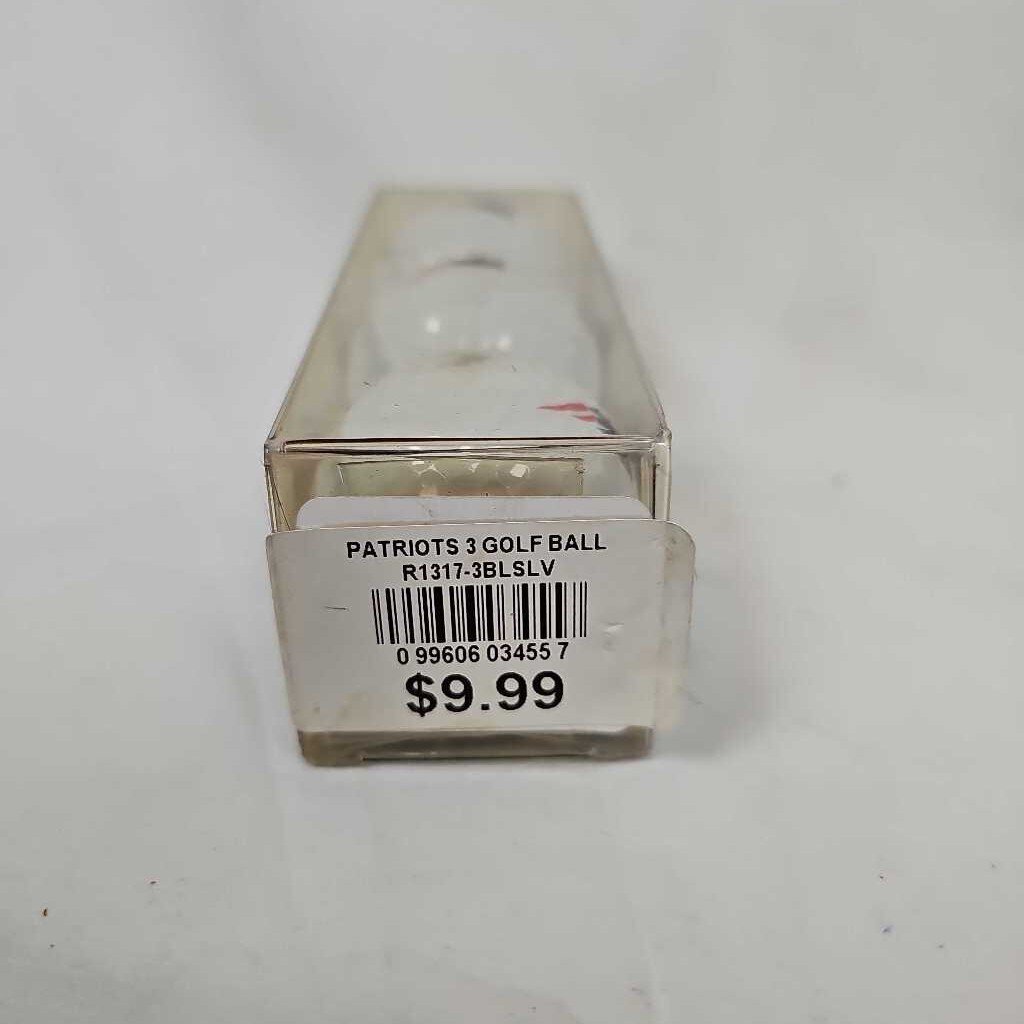 PATRIOTS 3 GOLF BALL
R1317-3BLSLV
0 99606 03455 7
$9.99